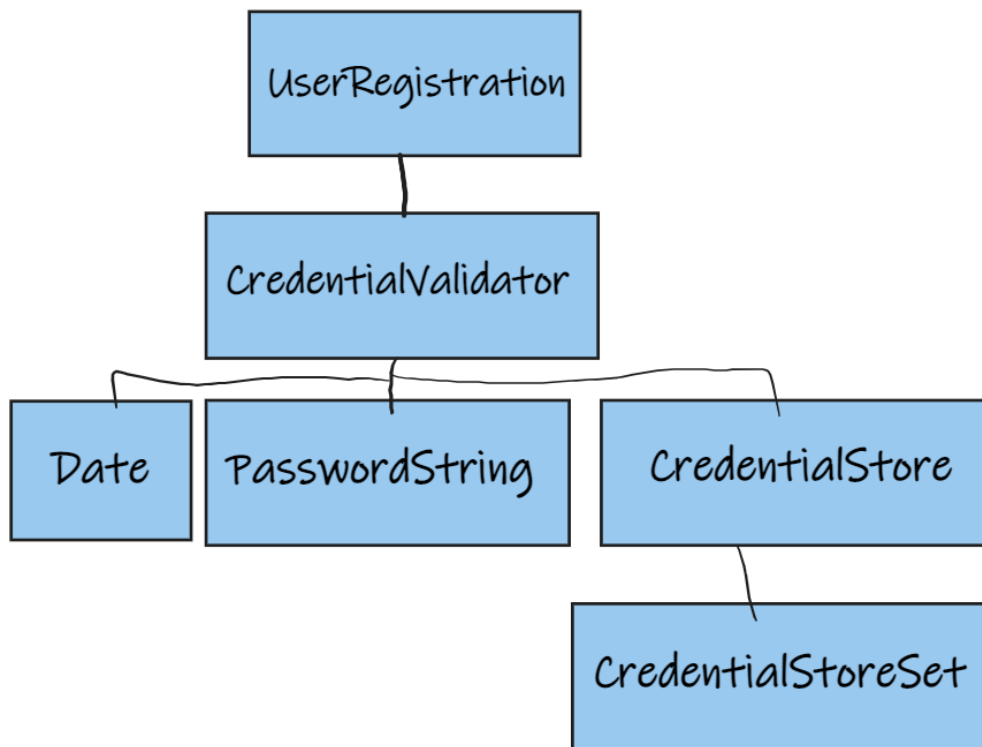 UserRegistration
CredentialValidator
Date
PasswordString
CredentialStore
CredentialStoreSet